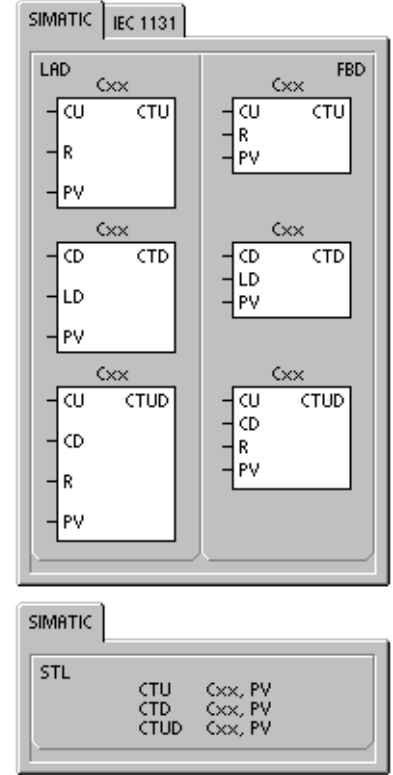 SIMATIC IEC 1131
LAD FBD
Cxx Cxx
CU CTU CU CTU
R R
PV PV
Cxx Cxx
CD CTD CD CTD
LD LD
PV PV
Cxx Cxx
CU CTUD CU CTUD
CD CD
R R
PV PV
SIMATIC
STL
CTU Cxx, PV
CTD Cxx, PV
CTUD Cxx, PV